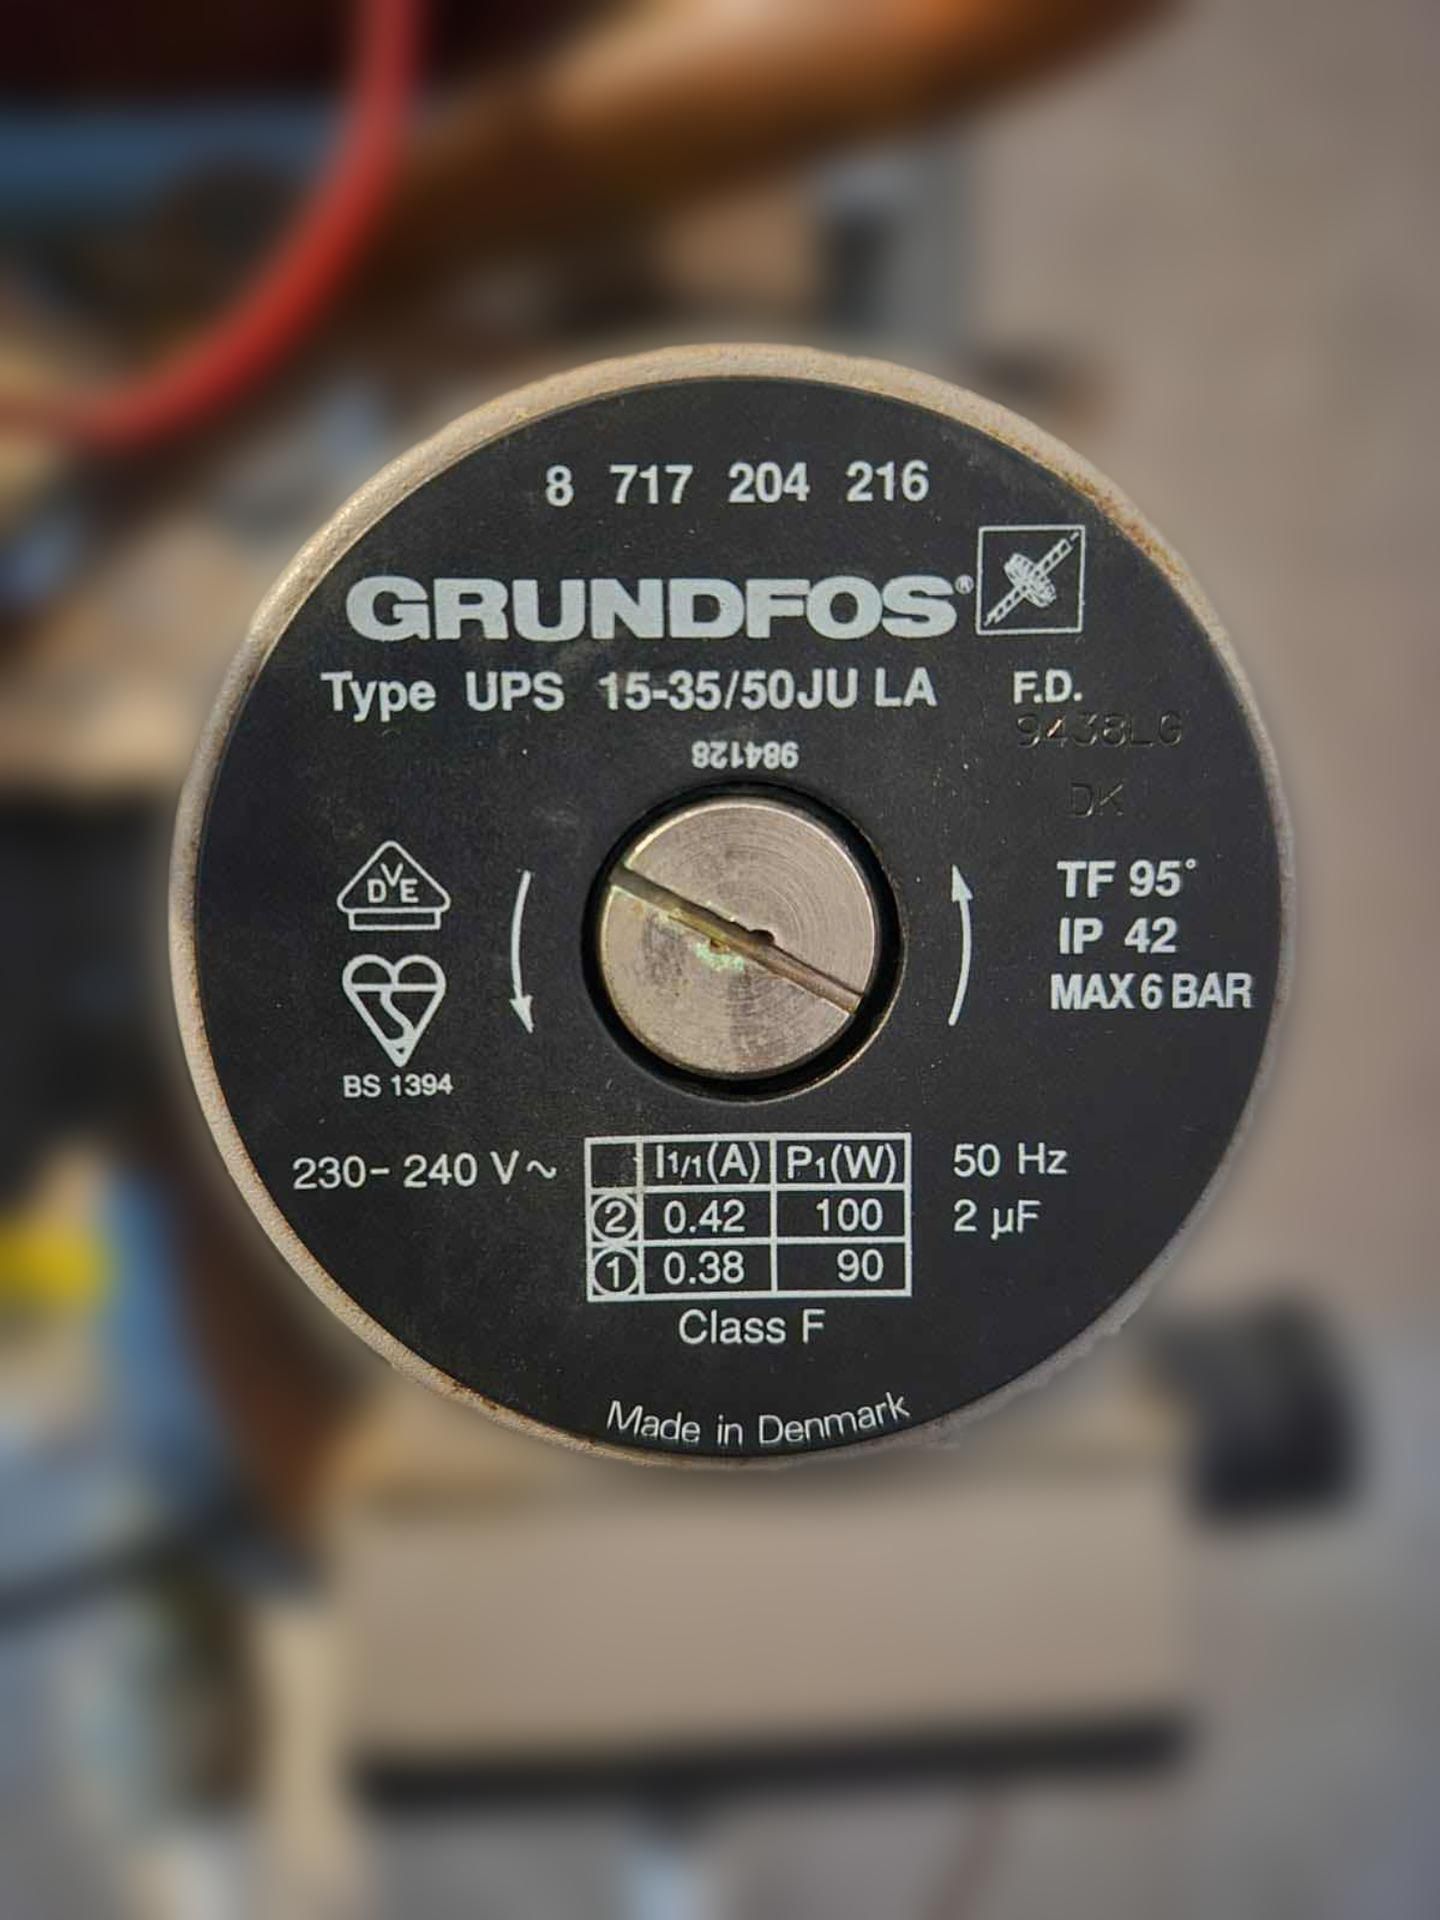 8 717 204 216
GRUNDFOS®
Type UPS 15-35/50JU LA
F.D.
9438LG
DK
984128
DVE
TF 95°
IP 42
MAX 6 BAR
BS 1394
230-240 V~
I1/1(A) P1(W)
② 0.42 100
① 0.38 90
50 Hz
2 µF
Class F
Made in Denmark